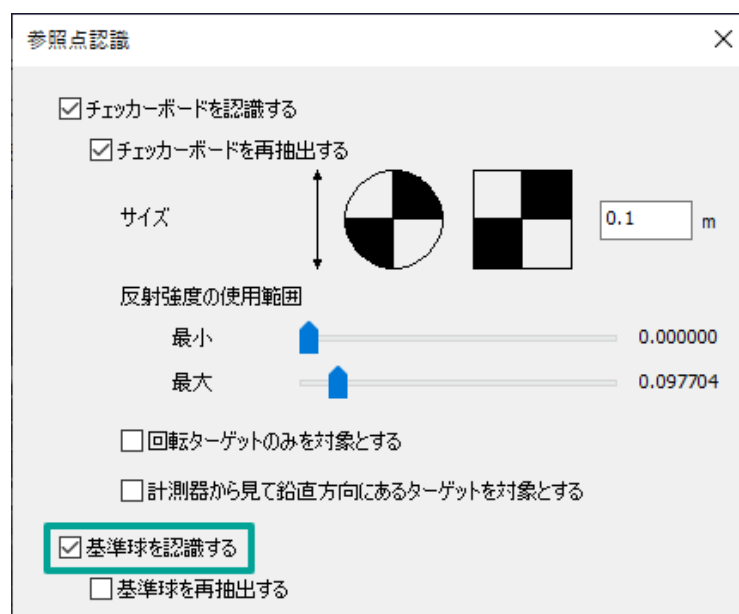 参照点認識
チェッカーボードを認識する
チェッカーボードを再抽出する
サイズ
0.1 m
反射強度の使用範囲
最小 0.000000
最大 0.097704
回転ターゲットのみを対象とする
計測器から見て鉛直方向にあるターゲットを対象とする
基準球を認識する
基準球を再抽出する